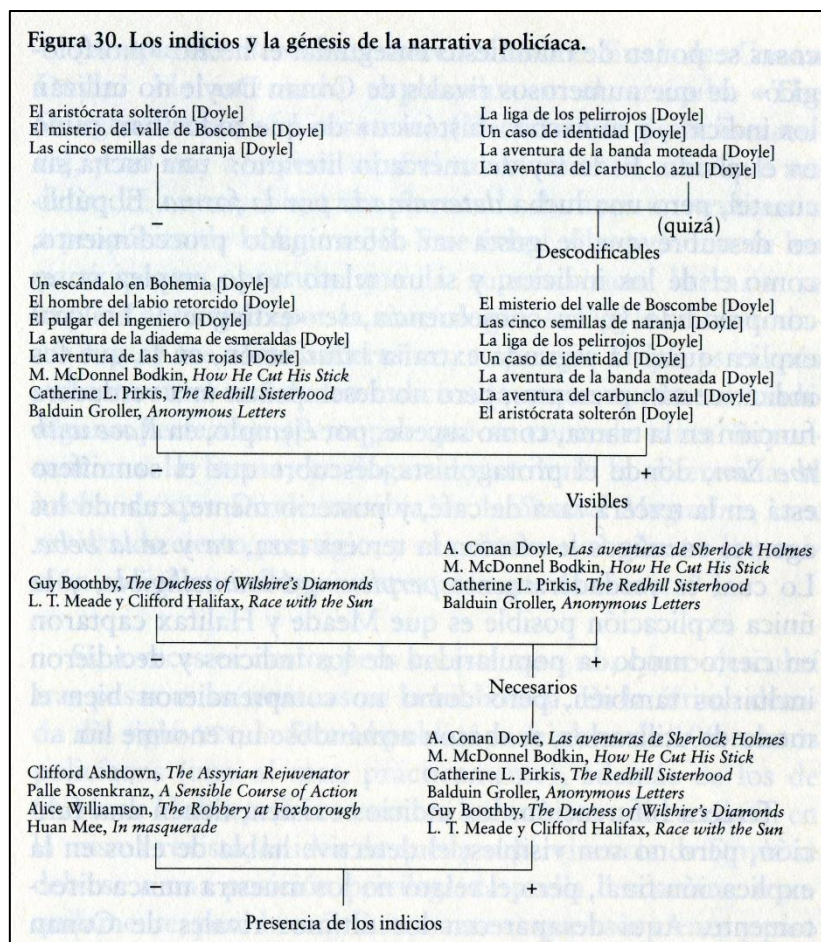 Figura 30. Los indicios y la génesis de la narrativa policíaca.
El aristócrata solterón [Doyle]
El misterio del valle de Boscombe [Doyle]
Las cinco semillas de naranja [Doyle]
La liga de los pelirrojos [Doyle]
Un caso de identidad [Doyle]
La aventura de la banda moteada [Doyle]
La aventura del carbunclo azul [Doyle]
–
(quizá)
Descodificables
Un escándalo en Bohemia [Doyle]
El hombre del labio retorcido [Doyle]
El pulgar del ingeniero [Doyle]
La aventura de la diadema de esmeraldas [Doyle]
La aventura de las Hayas rojas [Doyle]
M. McDonnel Bodkin, How He Cut His Stick
Catherine L. Pirkis, The Redhill Sisterhood
Balduin Groller, Anonymous Letters
El misterio del valle de Boscombe [Doyle]
Las cinco semillas de naranja [Doyle]
La liga de los pelirrojos [Doyle]
Un caso de identidad [Doyle]
La aventura de la banda moteada [Doyle]
La aventura del carbunclo azul [Doyle]
El aristócrata solterón [Doyle]
– +
Visibles
Guy Boothby, The Duchess of Wilshire's Diamonds
L. T. Meade y Clifford Halifax, Race with the Sun
A. Conan Doyle, Las aventuras de Sherlock Holmes
M. McDonnel Bodkin, How He Cut His Stick
Catherine L. Pirkis, The Redhill Sisterhood
Balduin Groller, Anonymous Letters
– +
Necesarios
Clifford Ashdown, The Assyrian Rejuvenator
Palle Rosenkranz, A Sensible Course of Action
Alice Williamson, The Robbery at Foxborough
Huan Mee, In masquerade
A. Conan Doyle, Las aventuras de Sherlock Holmes
M. McDonnel Bodkin, How He Cut His Stick
Catherine L. Pirkis, The Redhill Sisterhood
Balduin Groller, Anonymous Letters
Guy Boothby, The Duchess of Wilshire's Diamonds
L. T. Meade y Clifford Halifax, Race with the Sun
– +
Presencia de los indicios